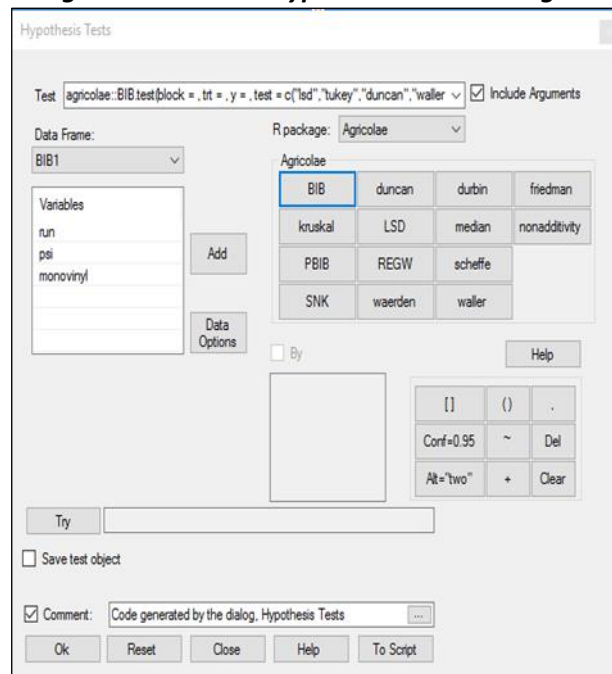 Hypothesis Tests
Test agricolae::BIB.test(block = , trt = , y = , test = c("lsd","tukey","duncan","waller Include Arguments
Data Frame:
BIB1
R package: Agricolae
Agricolae
BIB duncan durbin friedman
kruskal LSD median nonadditivity
PBIB REGW scheffe
SNK waerden waller
Variables
run
psi
monovinyl
Add
Data
Options
By
Help
[] () .
Conf=0.95 ~ Del
Alt="two" + Clear
Try
Save test object
Comment: Code generated by the dialog, Hypothesis Tests ...
Ok Reset Close Help To Script